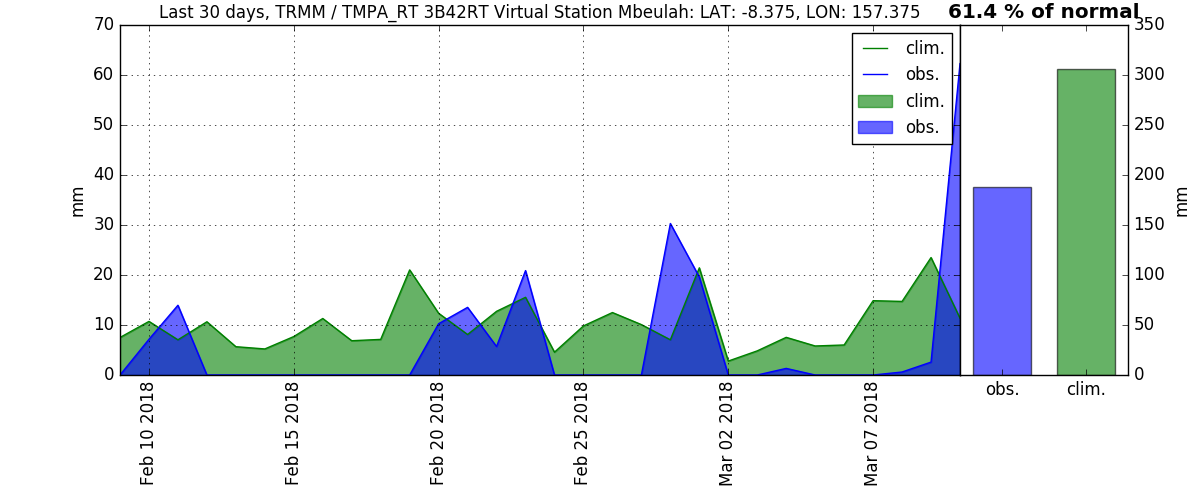 Last 30 days, TRMM / TMPA_RT 3B42RT Virtual Station Mbeulah: LAT: -8.375, LON: 157.375
61.4 % of normal
70
60
50
40
30
20
10
0
mm
clim.
obs.
clim.
obs.
350
300
250
200
150
100
50
0
mm
Feb 10 2018
Feb 15 2018
Feb 20 2018
Feb 25 2018
Mar 02 2018
Mar 07 2018
obs.
clim.